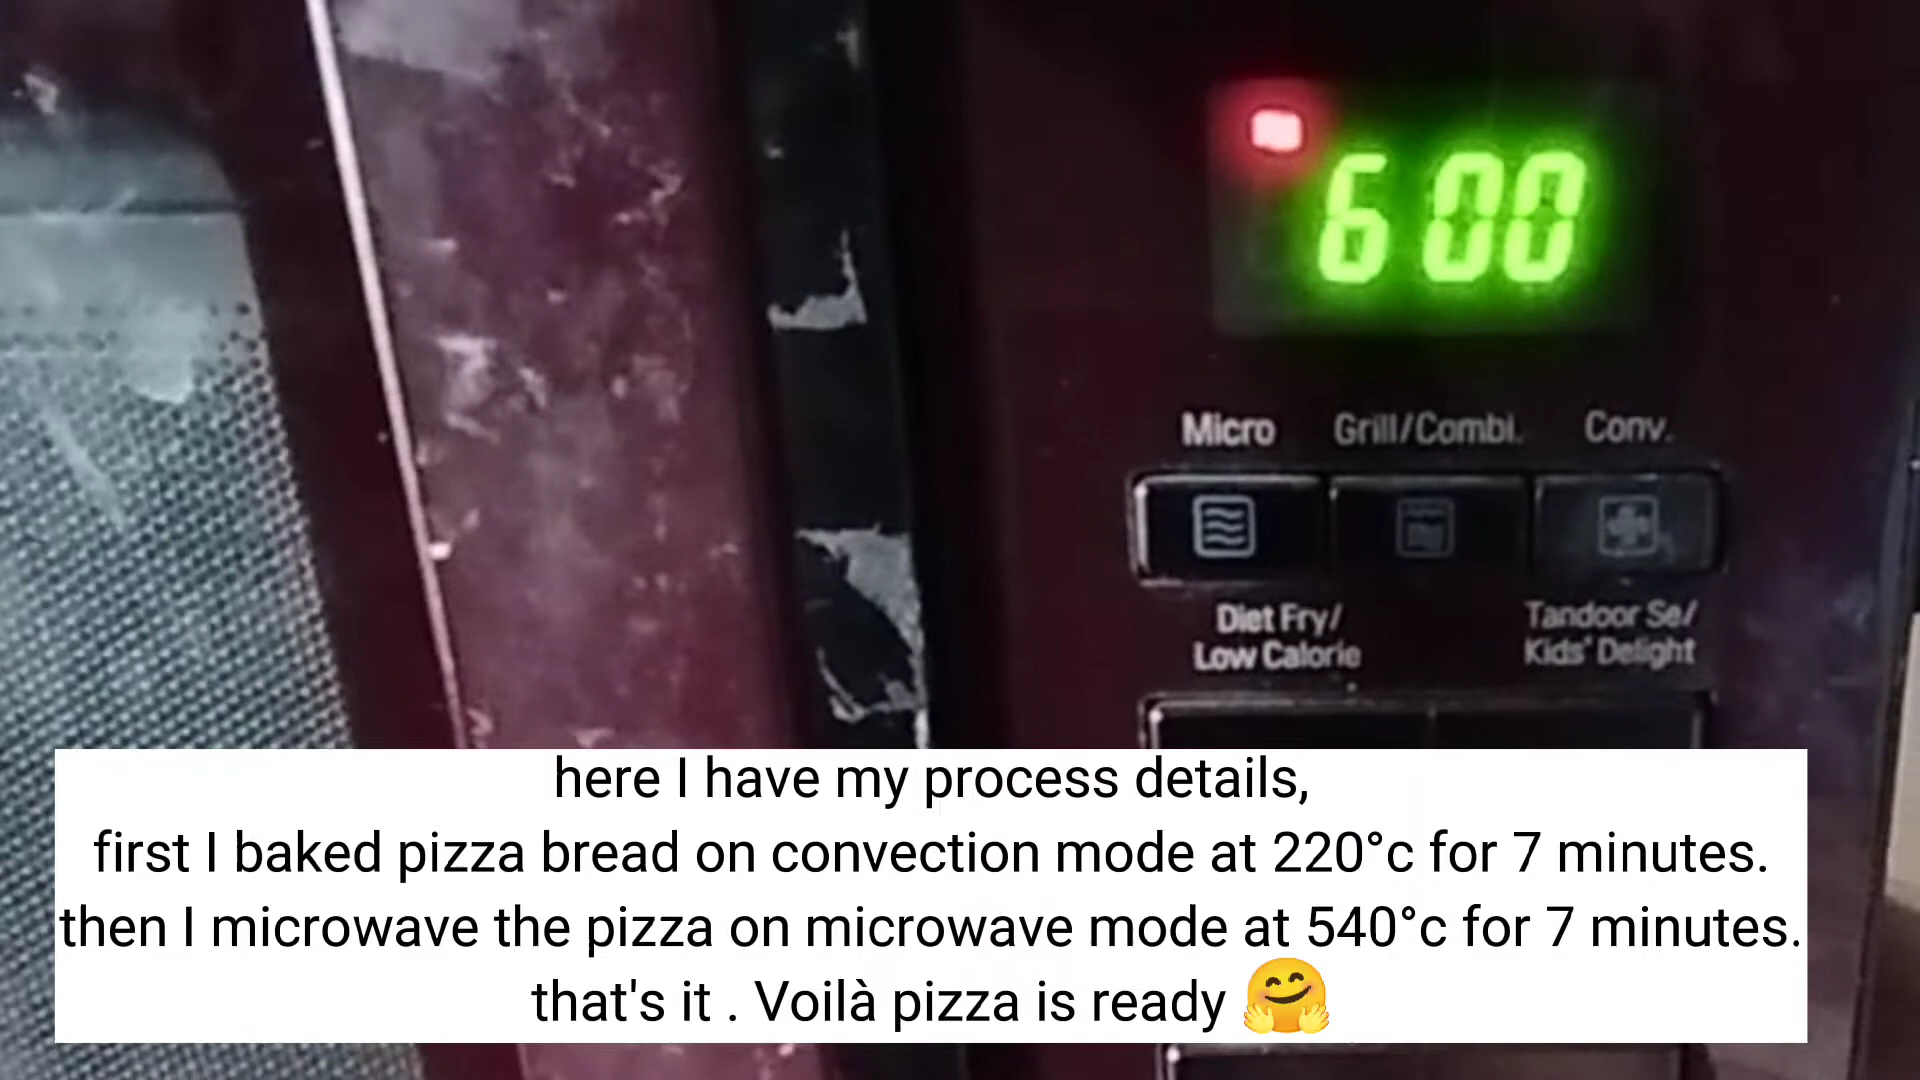 6 00
Micro Grill/Combi. Conv.
Diet Fry/ Tandoor Se/
Low Calorie Kids' Delight
here I have my process details,
first I baked pizza bread on convection mode at 220°c for 7 minutes.
then I microwave the pizza on microwave mode at 540°c for 7 minutes.
that's it . Voilà pizza is ready 🤗